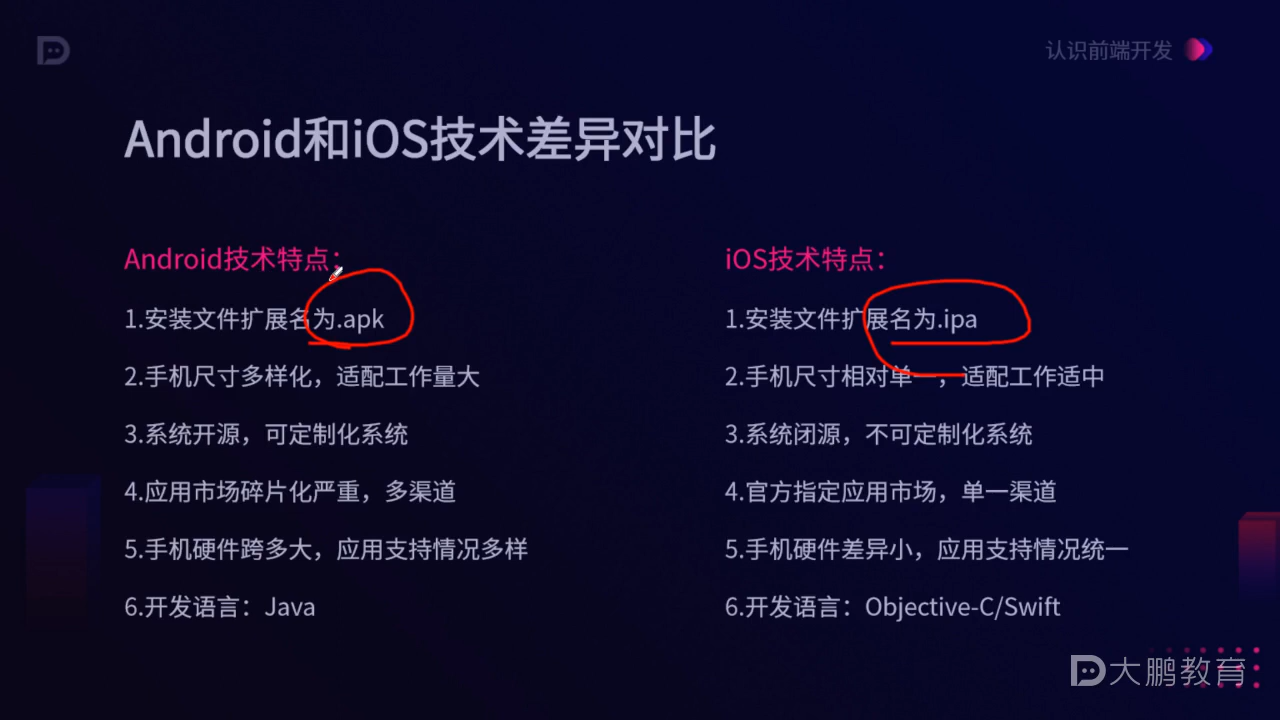 认识前端开发
Android和iOS技术差异对比
Android技术特点：
1.安装文件扩展名为.apk
2.手机尺寸多样化，适配工作量大
3.系统开源，可定制化系统
4.应用市场碎片化严重，多渠道
5.手机硬件跨多大，应用支持情况多样
6.开发语言：Java
iOS技术特点：
1.安装文件扩展名为.ipa
2.手机尺寸相对单一，适配工作适中
3.系统闭源，不可定制化系统
4.官方指定应用市场，单一渠道
5.手机硬件差异小，应用支持情况统一
6.开发语言：Objective-C/Swift
大鹏教育